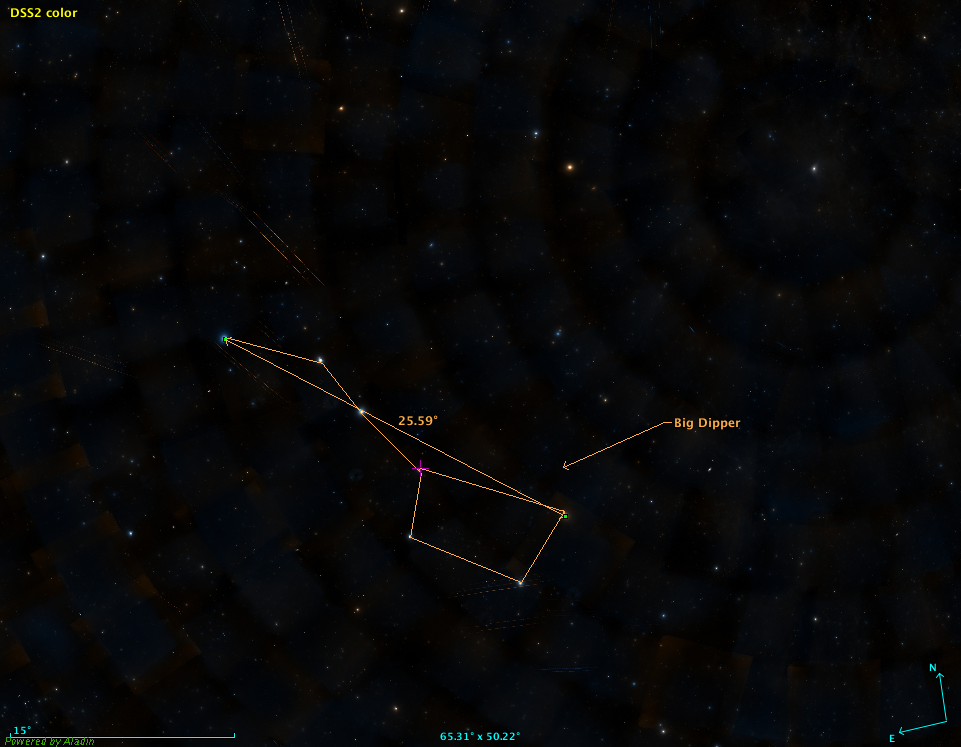 DSS2 color
25.59°
Big Dipper
N
15°
Powered by Aladin
65.31° x 50.22°
E